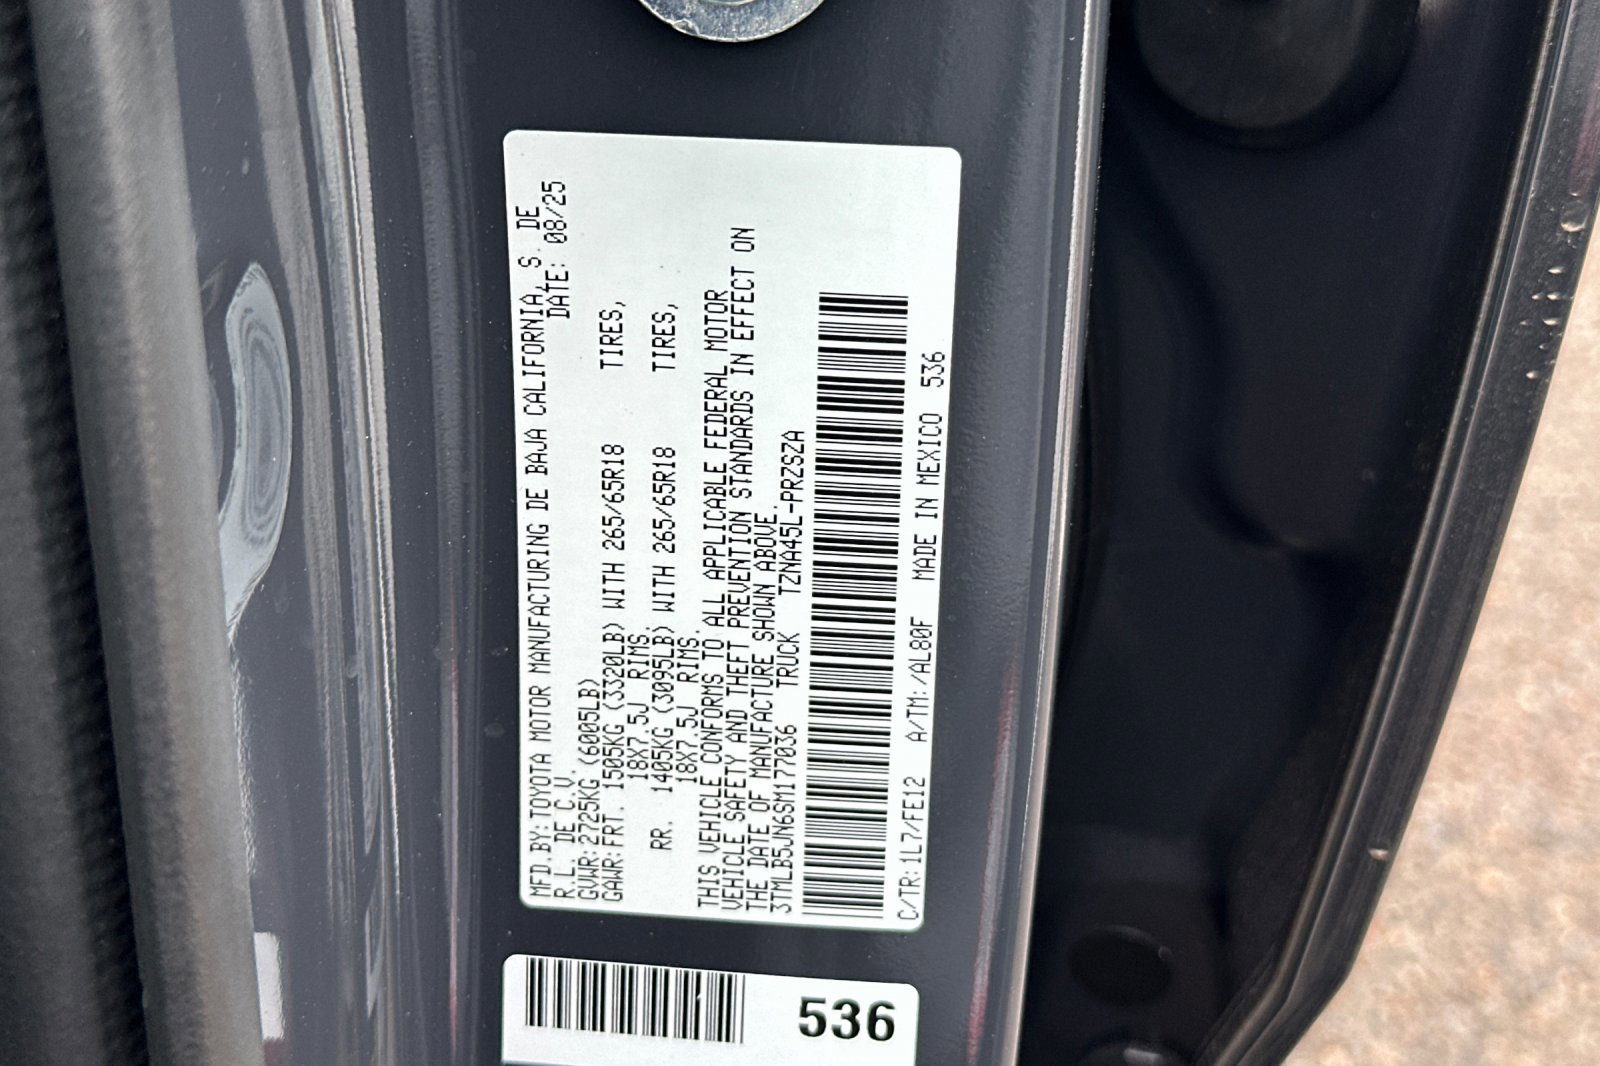 MFD.BY:TOYOTA MOTOR MANUFACTURING DE BAJA CALIFORNIA, S. DE
R.L. DE C.V. DATE: 08/25
GVWR:2725KG (6005LB)
GAWR:FRT. 1505KG (3320LB) WITH 265/65R18 TIRES,
18X7.5J RIMS.
RR. 1405KG (3095LB) WITH 265/65R18 TIRES,
18X7.5J RIMS.
THIS VEHICLE CONFORMS TO ALL APPLICABLE FEDERAL MOTOR
VEHICLE SAFETY AND THEFT PREVENTION STANDARDS IN EFFECT ON
THE DATE OF MANUFACTURE SHOWN ABOVE.
3TMLB5JN6SM177036 TRUCK TZNA45L-PRZSZA
C/TR:1L7/FE12 A/TM:/AL80F MADE IN MEXICO 536
536